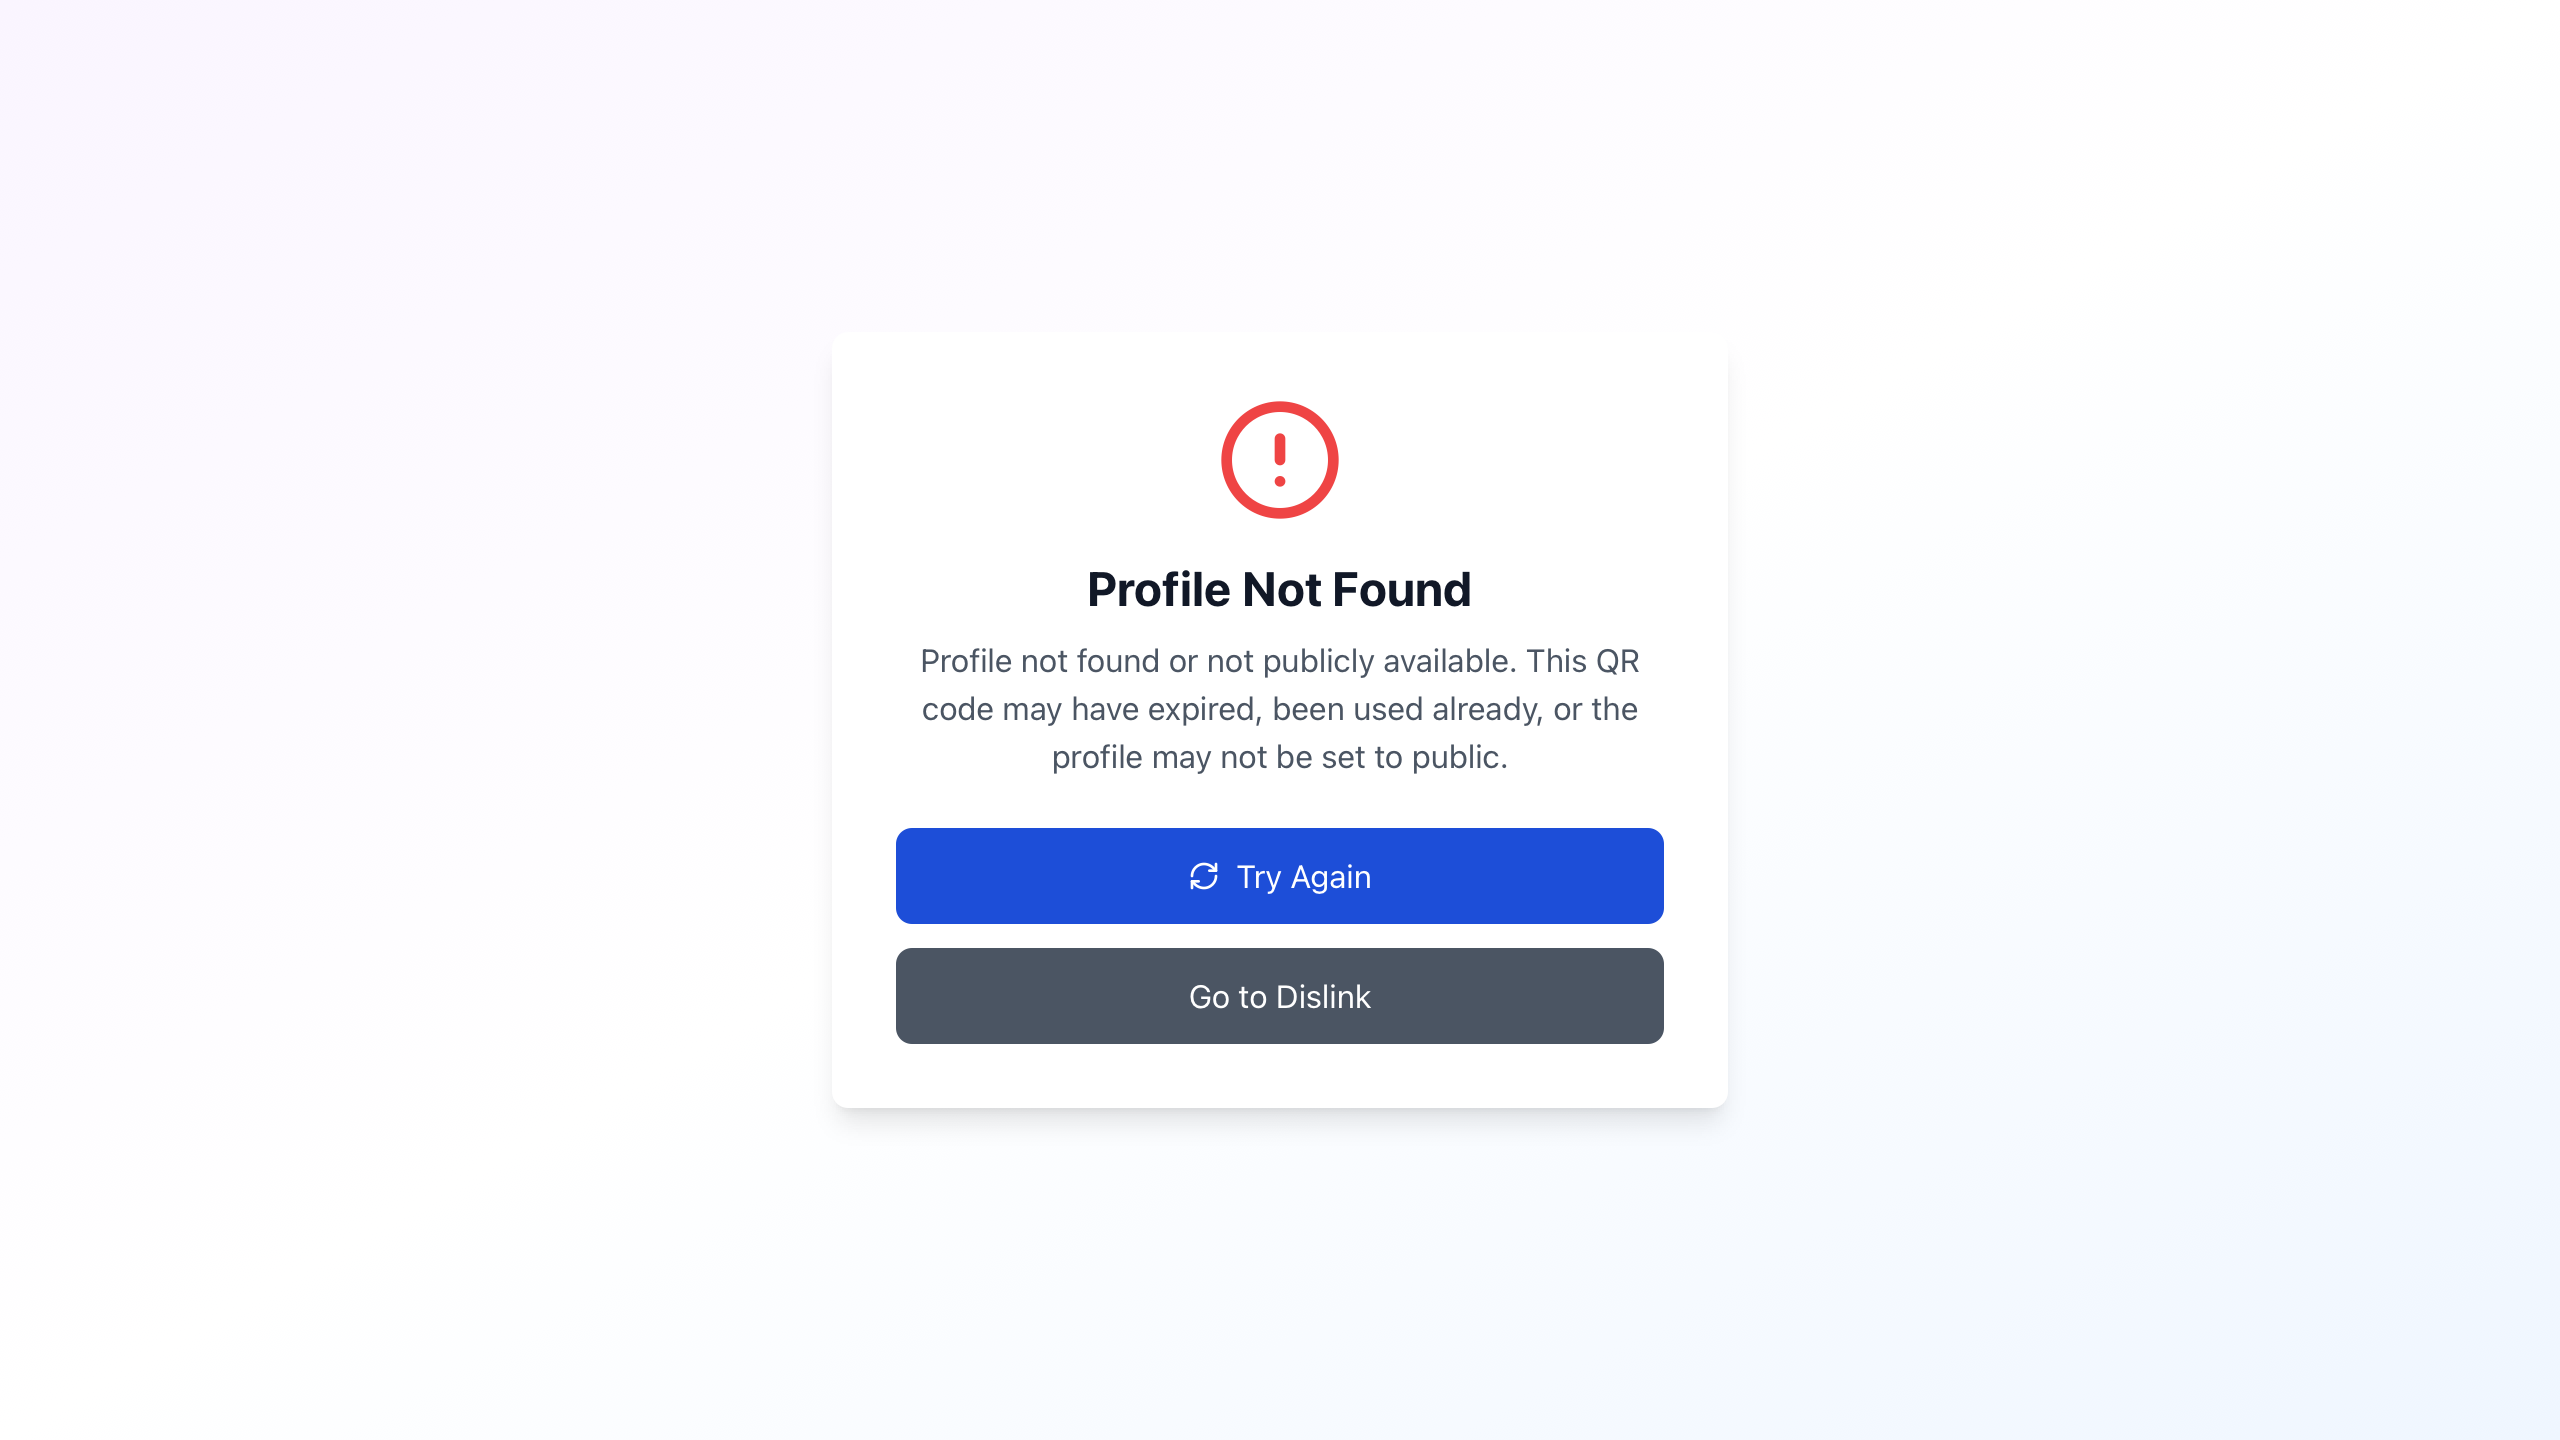 Profile Not Found
Profile not found or not publicly available. This QR
code may have expired, been used already, or the
profile may not be set to public.
Try Again
Go to Dislink